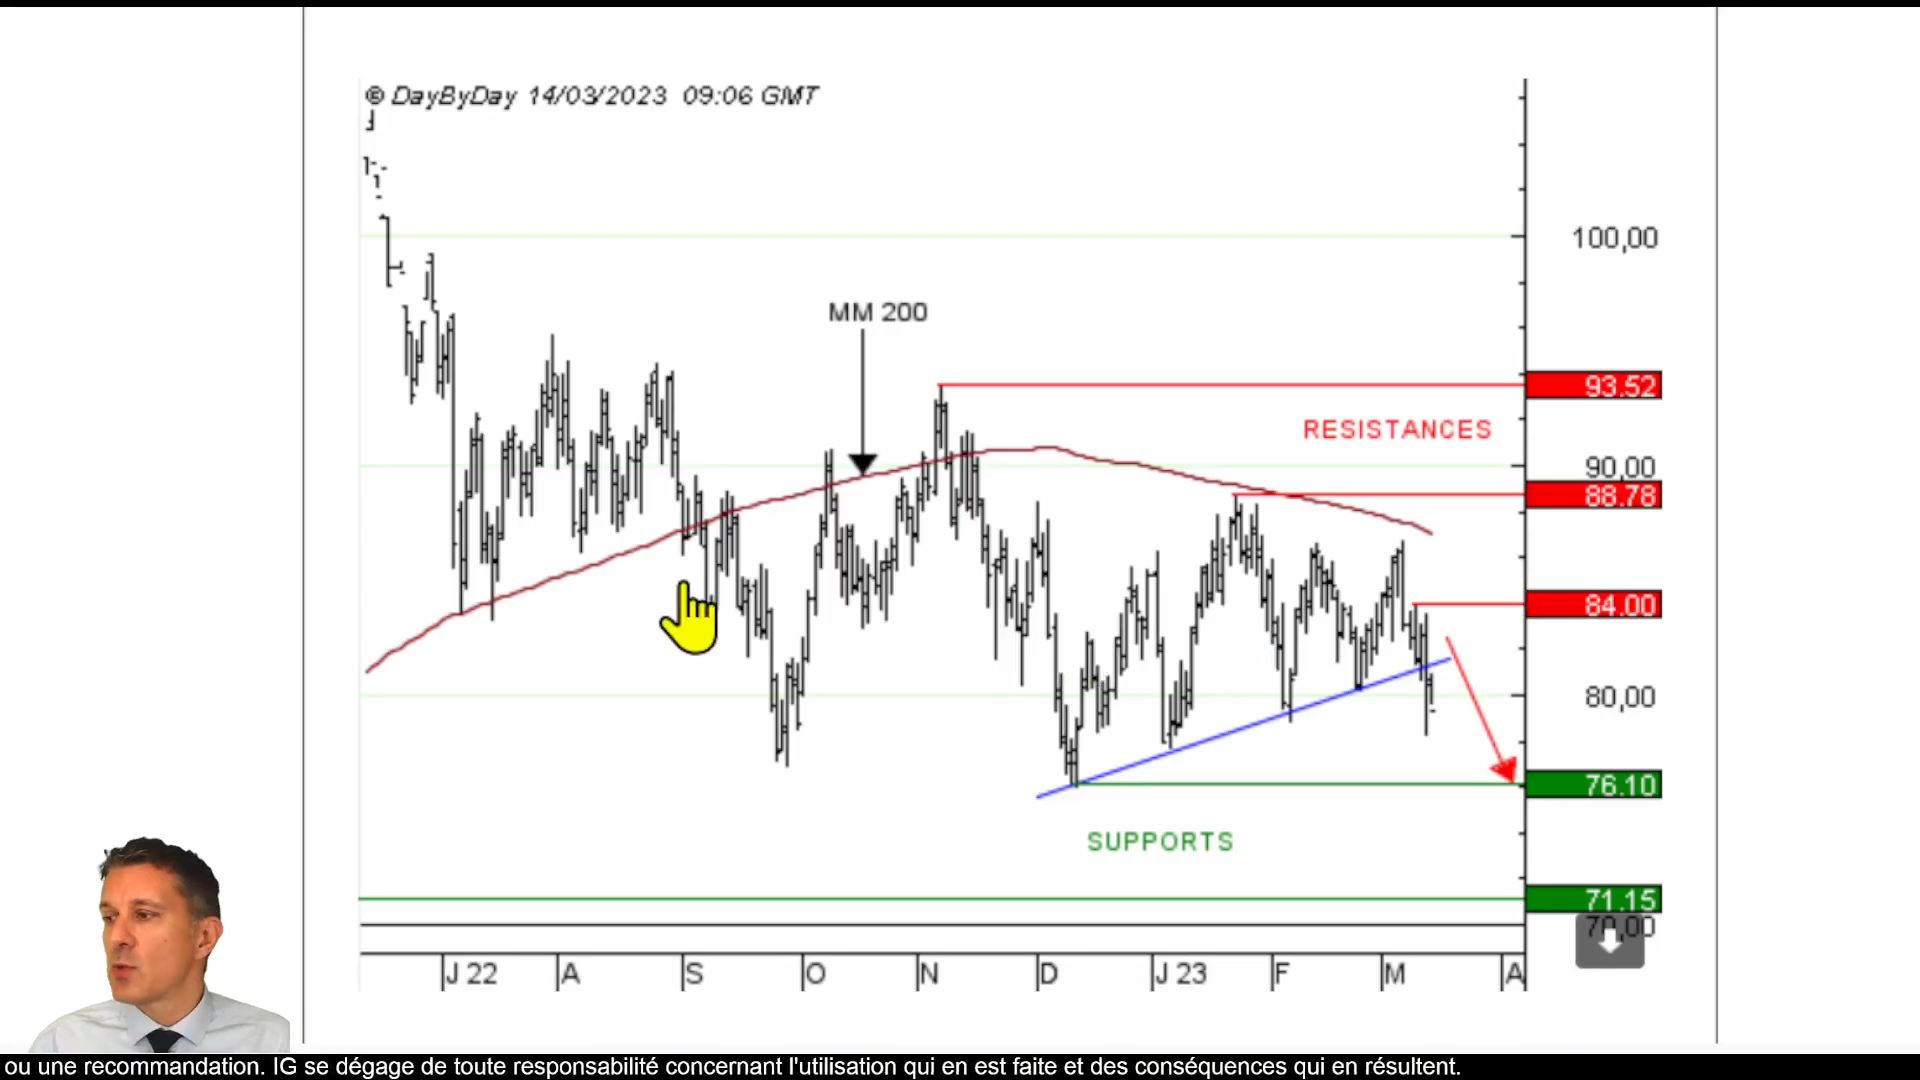 © DayByDay 14/03/2023 09:06 GMT
100,00
MM 200
93.52
RESISTANCES
90,00
88.78
84.00
80,00
76.10
SUPPORTS
71.15
70,00
J 22 A S O N D J 23 F M A
ou une recommandation. IG se dégage de toute responsabilité concernant l'utilisation qui en est faite et des conséquences qui en résultent.